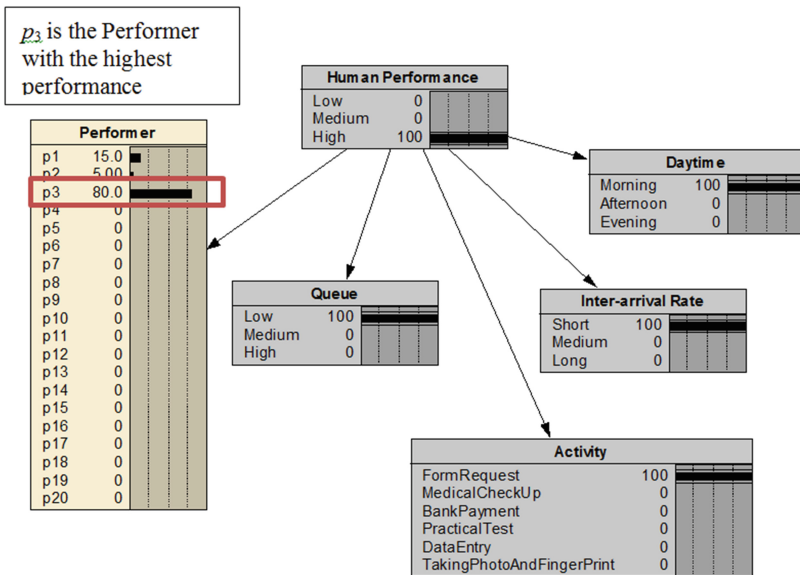 p3 is the Performer
with the highest
performance
Human Performance
Low 0
Medium 0
High 100
Performer
p1 15.0
p2 5.00
p3 80.0
p4 0
p5 0
p6 0
p7 0
p8 0
p9 0
p10 0
p11 0
p12 0
p13 0
p14 0
p15 0
p16 0
p17 0
p18 0
p19 0
p20 0
Daytime
Morning 100
Afternoon 0
Evening 0
Queue
Low 100
Medium 0
High 0
Inter-arrival Rate
Short 100
Medium 0
Long 0
Activity
FormRequest 100
MedicalCheckUp 0
BankPayment 0
PracticalTest 0
DataEntry 0
TakingPhotoAndFingerPrint 0